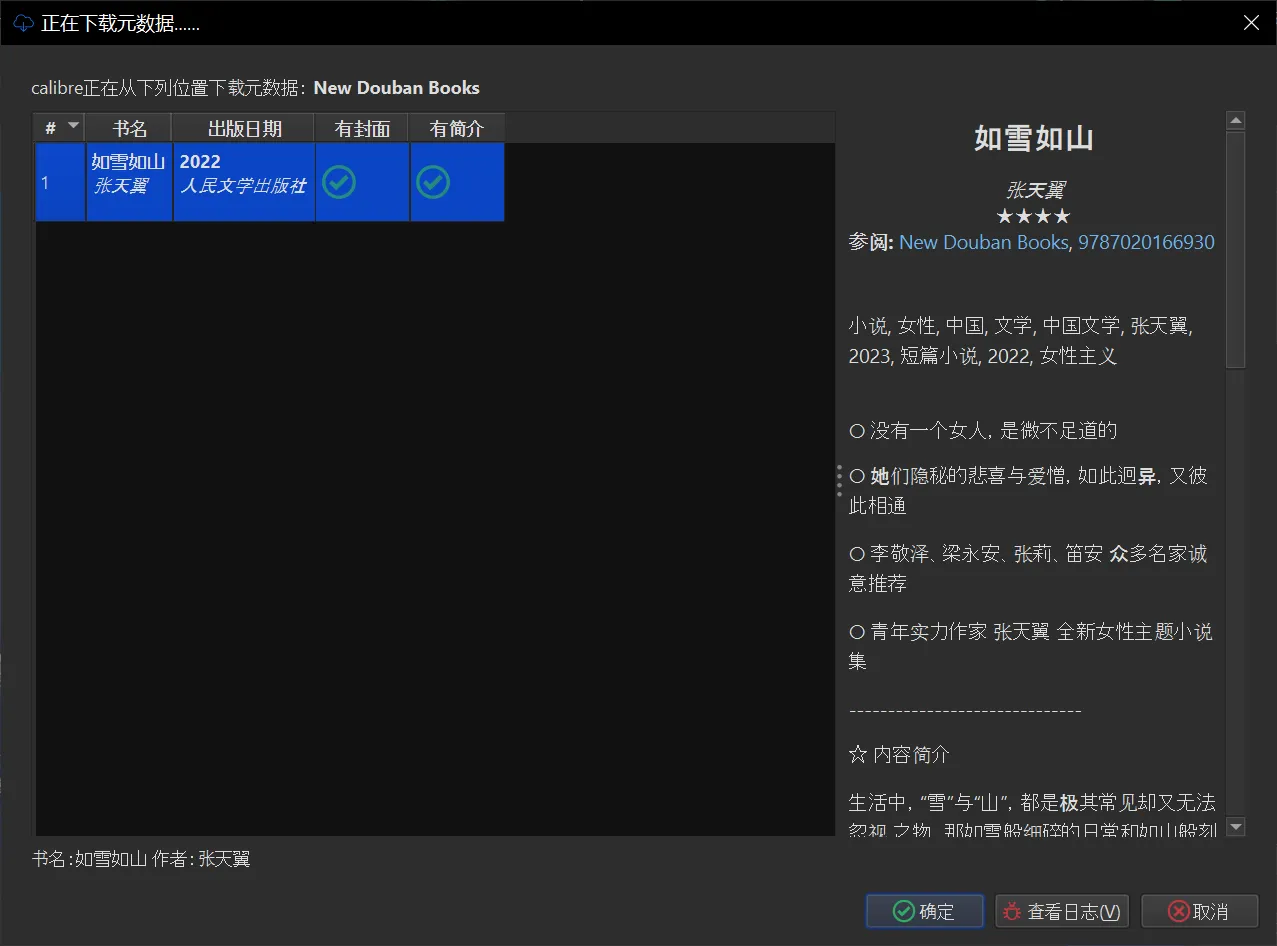 正在下载元数据......
calibre正在从下列位置下载元数据：New Douban Books
# 书名 出版日期 有封面 有简介
1 如雪如山 2022
张天翼 人民文学出版社
如雪如山
张天翼
★★★★
参阅: New Douban Books, 9787020166930
小说, 女性, 中国, 文学, 中国文学, 张天翼,
2023, 短篇小说, 2022, 女性主义
○ 没有一个女人，是微不足道的
○ 她们隐秘的悲喜与爱憎，如此迥异，又彼
此相通
○ 李敬泽、梁永安、张莉、笛安 众多名家诚
意推荐
○ 青年实力作家 张天翼 全新女性主题小说
集
------------------------------
☆ 内容简介
生活中，“雪”与“山”，都是极其常见却又无法
忽视 之物，那如雪般细碎的日常和如山般刻
书名:如雪如山 作者:张天翼
确定 查看日志(V) 取消